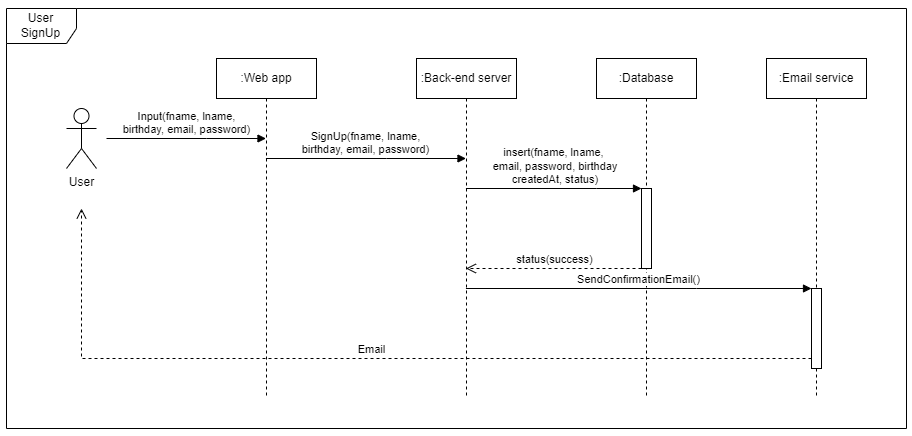 User
SignUp
:Web app
:Back-end server
:Database
:Email service
Input(fname, lname,
birthday, email, password)
User
SignUp(fname, lname,
birthday, email, password)
insert(fname, lname,
email, password, birthday
createdAt, status)
status(success)
SendConfirmationEmail()
Email